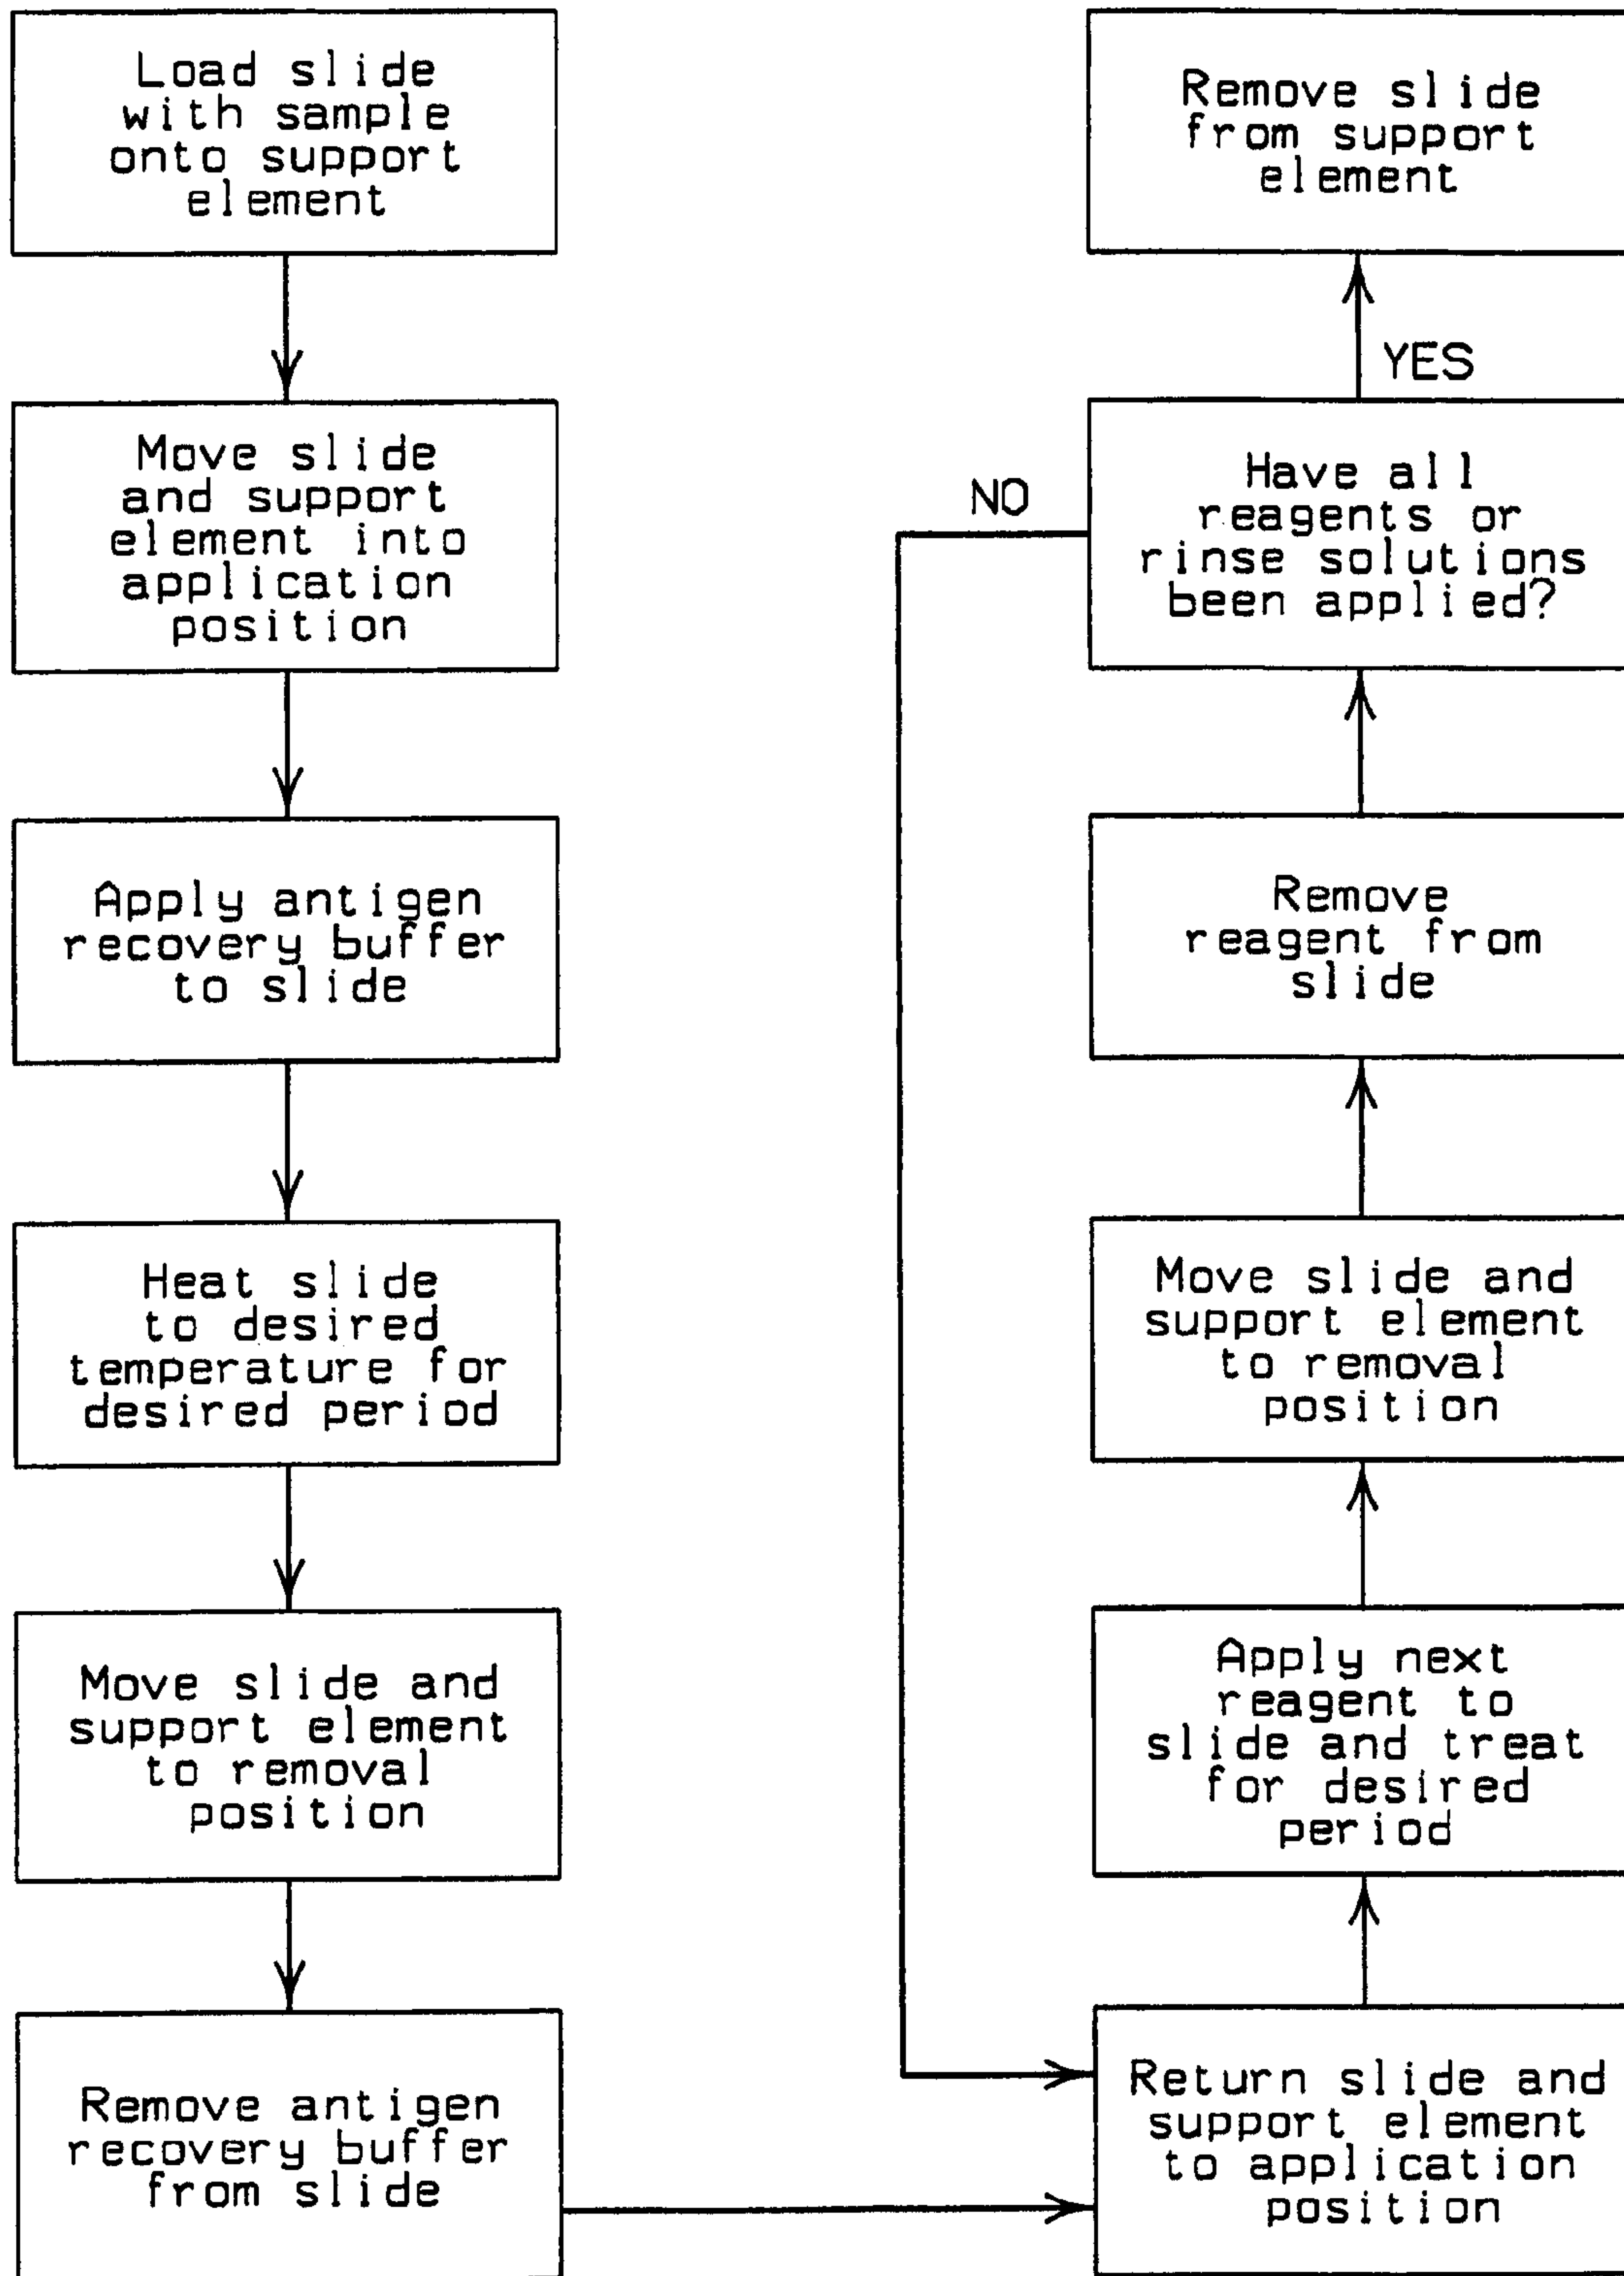 Load slide
with sample
onto support
element
Move slide
and support
element into
application
position
Apply antigen
recovery buffer
to slide
Heat slide
to desired
temperature for
desired period
Move slide and
support element
to removal
position
Remove antigen
recovery buffer
from slide
Return slide and
support element
to application
position
Apply next
reagent to
slide and treat
for desired
period
Move slide and
support element
to removal
position
Remove
reagent from
slide
Have all
reagents or
rinse solutions
been applied?
NO
YES
Remove slide
from support
element